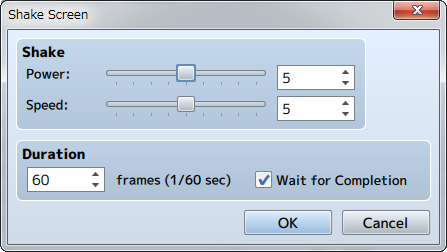 Shake Screen
Shake
Power: 5
Speed: 5
Duration
60 frames (1/60 sec) Wait for Completion
OK Cancel